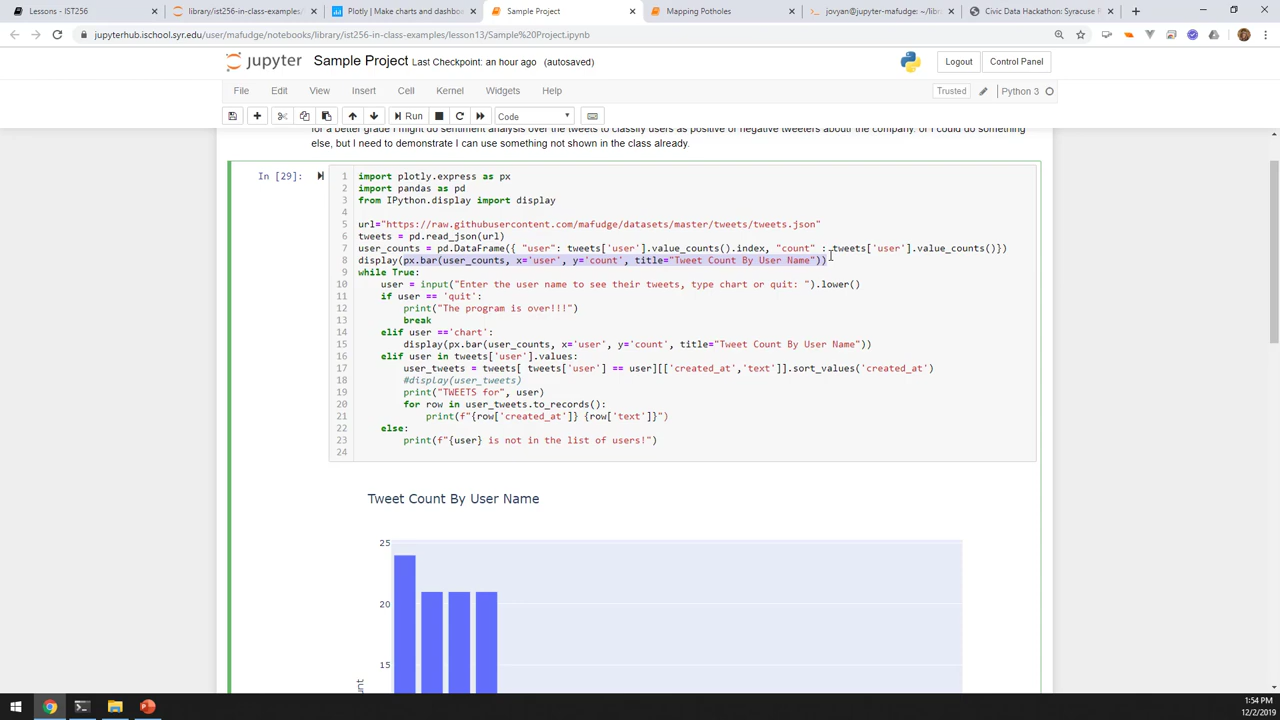 Lessons - IST256
library/ist256-in-class-examples/
Plotly | Make charts and dashbo
Sample Project
Mapping Potholes
jovyan@jupyter-mafudge: ~/libra
Civic Data Hackathon: Syracuse R
jupyterhub.ischool.syr.edu/user/mafudge/notebooks/library/ist256-in-class-examples/lesson13/Sample%20Project.ipynb
jupyter Sample Project Last Checkpoint: an hour ago (autosaved)
Logout Control Panel
File Edit View Insert Cell Kernel Widgets Help
Trusted Python 3
Run Code
for a better grade I might do sentiment analysis over the tweets to classify users as positive or negative tweeters aboutr the company. or I could do something
else, but I need to demonstrate I can use something not shown in the class already.
In [29]:
1 import plotly.express as px
2 import pandas as pd
3 from IPython.display import display
4
5 url="https://raw.githubusercontent.com/mafudge/datasets/master/tweets/tweets.json"
6 tweets = pd.read_json(url)
7 user_counts = pd.DataFrame({ "user": tweets['user'].value_counts().index, "count" : tweets['user'].value_counts()})
8 display(px.bar(user_counts, x='user', y='count', title="Tweet Count By User Name"))
9 while True:
10 user = input("Enter the user name to see their tweets, type chart or quit: ").lower()
11 if user == 'quit':
12 print("The program is over!!!")
13 break
14 elif user =='chart':
15 display(px.bar(user_counts, x='user', y='count', title="Tweet Count By User Name"))
16 elif user in tweets['user'].values:
17 user_tweets = tweets[ tweets['user'] == user][['created_at','text']].sort_values('created_at')
18 #display(user_tweets)
19 print("TWEETS for", user)
20 for row in user_tweets.to_records():
21 print(f"{row['created_at']} {row['text']}")
22 else:
23 print(f"{user} is not in the list of users!")
24
Tweet Count By User Name
25
20
15
1:54 PM
12/2/2019